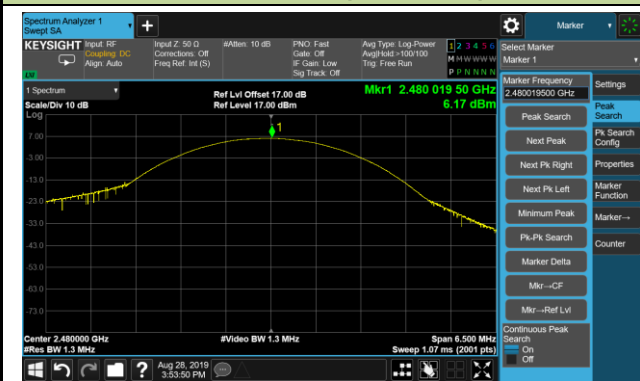 Spectrum Analyzer 1
Swept SA
+
KEYSIGHT
Input: RF
Coupling: DC
Align: Auto
Input Z: 50 Ω
Corrections: Off
Freq Ref: Int (S)
#Atten: 10 dB
PNO: Fast
Gate: Off
IF Gain: Low
Sig Track: Off
Avg Type: Log-Power
Avg|Hold: >100/100
Trig: Free Run
1 2 3 4 5 6
M M W W W W
P P N N N N
LXI
1 Spectrum
Scale/Div 10 dB
Log
Ref Lvl Offset 17.00 dB
Ref Level 17.00 dBm
Mkr1 2.480 019 50 GHz
6.17 dBm
1
7.00
-3.00
-13.0
-23.0
-33.0
-43.0
-53.0
-63.0
-73.0
Center 2.480000 GHz
#Res BW 1.3 MHz
#Video BW 1.3 MHz
Span 6.500 MHz
Sweep 1.07 ms (2001 pts)
Aug 28, 2019
3:53:50 PM
?
Marker
Select Marker
Marker 1
Marker Frequency
2.480019500 GHz
Peak Search
Next Peak
Next Pk Right
Next Pk Left
Minimum Peak
Pk-Pk Search
Marker Delta
Mkr→CF
Mkr→Ref Lvl
Continuous Peak
Search
On
Off
Settings
Peak
Search
Pk Search
Config
Properties
Marker
Function
Marker→
Counter